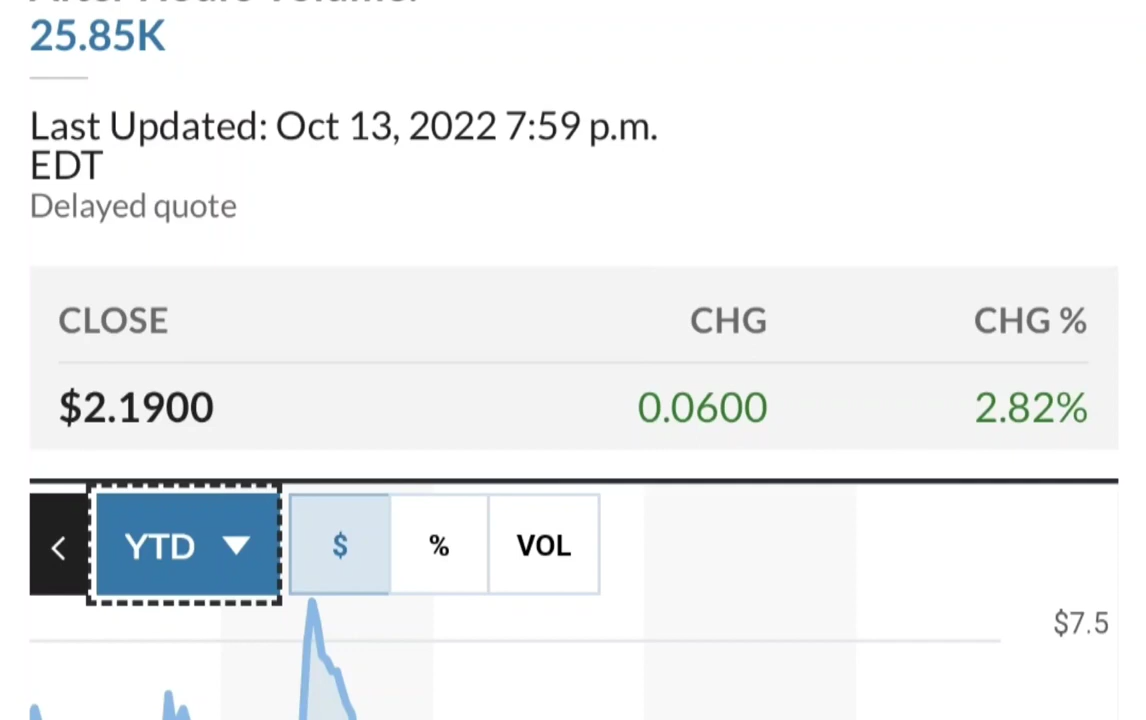 25.85K
Last Updated: Oct 13, 2022 7:59 p.m.
EDT
Delayed quote
CLOSE CHG CHG %
$2.1900 0.0600 2.82%
YTD $ % VOL
$7.5